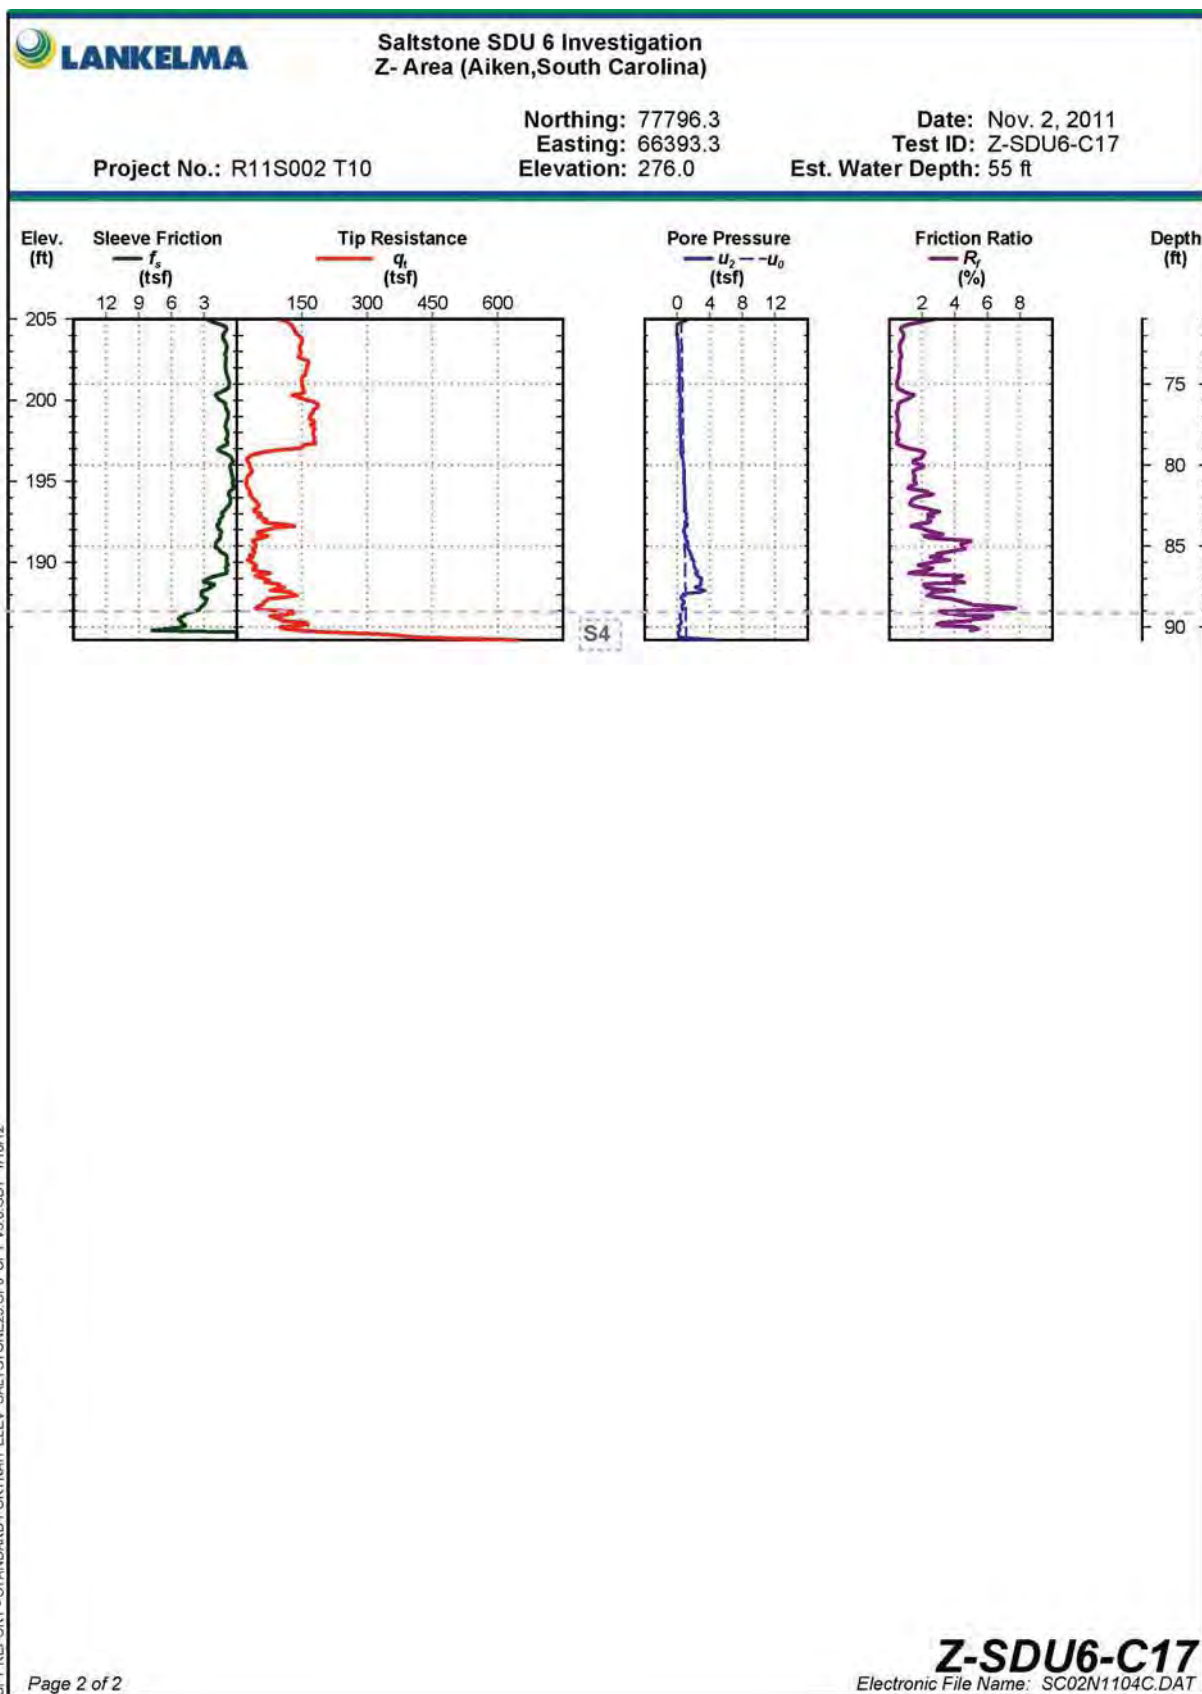 LANKELMA
Saltstone SDU 6 Investigation
Z- Area (Aiken,South Carolina)
Northing: 77796.3
Easting: 66393.3
Project No.: R11S002 T10
Elevation: 276.0
Date: Nov. 2, 2011
Test ID: Z-SDU6-C17
Est. Water Depth: 55 ft
Elev. (ft)
Sleeve Friction
fs
(tsf)
Tip Resistance
qt
(tsf)
Pore Pressure
u2 u0
(tsf)
Friction Ratio
Rf
(%)
Depth (ft)
12 9 6 3
150 300 450 600
0 4 8 12
2 4 6 8
205
200
195
190
75
80
85
90
S4
Page 2 of 2
Z-SDU6-C17
Electronic File Name: SC02N1104C.DAT